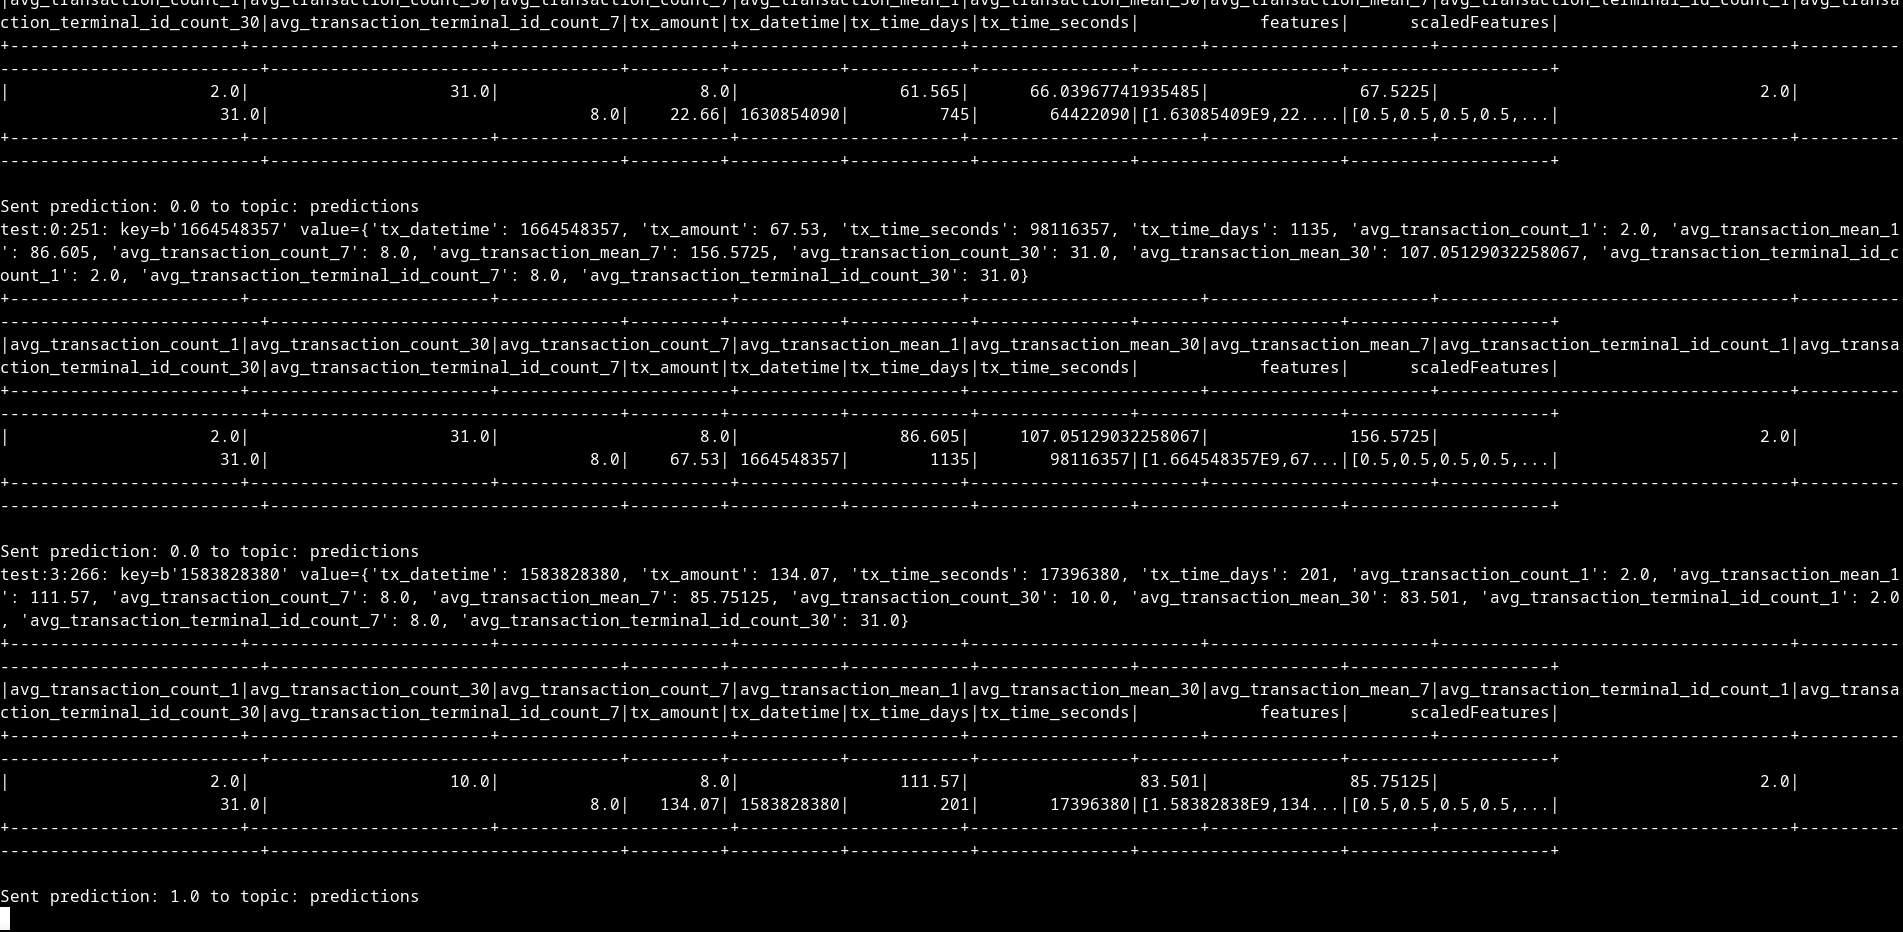 |avg_transaction_count_1|avg_transaction_count_30|avg_transaction_count_7|avg_transaction_mean_1|avg_transaction_mean_30|avg_transaction_mean_7|avg_transaction_terminal_id_count_1|avg_transa
ction_terminal_id_count_30|avg_transaction_terminal_id_count_7|tx_amount|tx_datetime|tx_time_days|tx_time_seconds|            features|      scaledFeatures|
+-----------------------+------------------------+-----------------------+----------------------+-----------------------+----------------------+-----------------------------------+----------
--------------------------+-----------------------------------+---------+-----------+------------+---------------+--------------------+--------------------+
|                    2.0|                    31.0|                    8.0|                61.565|      66.03967741935485|               67.5225|                                2.0|
                      31.0|                                8.0|    22.66| 1630854090|         745|       64422090|[1.63085409E9,22....|[0.5,0.5,0.5,0.5,...|
+-----------------------+------------------------+-----------------------+----------------------+-----------------------+----------------------+-----------------------------------+----------
--------------------------+-----------------------------------+---------+-----------+------------+---------------+--------------------+--------------------+
Sent prediction: 0.0 to topic: predictions
test:0:251: key=b'1664548357' value={'tx_datetime': 1664548357, 'tx_amount': 67.53, 'tx_time_seconds': 98116357, 'tx_time_days': 1135, 'avg_transaction_count_1': 2.0, 'avg_transaction_mean_1
': 86.605, 'avg_transaction_count_7': 8.0, 'avg_transaction_mean_7': 156.5725, 'avg_transaction_count_30': 31.0, 'avg_transaction_mean_30': 107.05129032258067, 'avg_transaction_terminal_id_c
ount_1': 2.0, 'avg_transaction_terminal_id_count_7': 8.0, 'avg_transaction_terminal_id_count_30': 31.0}
+-----------------------+------------------------+-----------------------+----------------------+-----------------------+----------------------+-----------------------------------+----------
--------------------------+-----------------------------------+---------+-----------+------------+---------------+--------------------+--------------------+
|avg_transaction_count_1|avg_transaction_count_30|avg_transaction_count_7|avg_transaction_mean_1|avg_transaction_mean_30|avg_transaction_mean_7|avg_transaction_terminal_id_count_1|avg_transa
ction_terminal_id_count_30|avg_transaction_terminal_id_count_7|tx_amount|tx_datetime|tx_time_days|tx_time_seconds|            features|      scaledFeatures|
+-----------------------+------------------------+-----------------------+----------------------+-----------------------+----------------------+-----------------------------------+----------
--------------------------+-----------------------------------+---------+-----------+------------+---------------+--------------------+--------------------+
|                    2.0|                    31.0|                    8.0|                86.605|     107.05129032258067|              156.5725|                                2.0|
                      31.0|                                8.0|    67.53| 1664548357|        1135|       98116357|[1.664548357E9,67...|[0.5,0.5,0.5,0.5,...|
+-----------------------+------------------------+-----------------------+----------------------+-----------------------+----------------------+-----------------------------------+----------
--------------------------+-----------------------------------+---------+-----------+------------+---------------+--------------------+--------------------+
Sent prediction: 0.0 to topic: predictions
test:3:266: key=b'1583828380' value={'tx_datetime': 1583828380, 'tx_amount': 134.07, 'tx_time_seconds': 17396380, 'tx_time_days': 201, 'avg_transaction_count_1': 2.0, 'avg_transaction_mean_1
': 111.57, 'avg_transaction_count_7': 8.0, 'avg_transaction_mean_7': 85.75125, 'avg_transaction_count_30': 10.0, 'avg_transaction_mean_30': 83.501, 'avg_transaction_terminal_id_count_1': 2.0
, 'avg_transaction_terminal_id_count_7': 8.0, 'avg_transaction_terminal_id_count_30': 31.0}
+-----------------------+------------------------+-----------------------+----------------------+-----------------------+----------------------+-----------------------------------+----------
--------------------------+-----------------------------------+---------+-----------+------------+---------------+--------------------+--------------------+
|avg_transaction_count_1|avg_transaction_count_30|avg_transaction_count_7|avg_transaction_mean_1|avg_transaction_mean_30|avg_transaction_mean_7|avg_transaction_terminal_id_count_1|avg_transa
ction_terminal_id_count_30|avg_transaction_terminal_id_count_7|tx_amount|tx_datetime|tx_time_days|tx_time_seconds|            features|      scaledFeatures|
+-----------------------+------------------------+-----------------------+----------------------+-----------------------+----------------------+-----------------------------------+----------
--------------------------+-----------------------------------+---------+-----------+------------+---------------+--------------------+--------------------+
|                    2.0|                    10.0|                    8.0|                111.57|                 83.501|              85.75125|                                2.0|
                      31.0|                                8.0|   134.07| 1583828380|         201|       17396380|[1.58382838E9,134...|[0.5,0.5,0.5,0.5,...|
+-----------------------+------------------------+-----------------------+----------------------+-----------------------+----------------------+-----------------------------------+----------
--------------------------+-----------------------------------+---------+-----------+------------+---------------+--------------------+--------------------+
Sent prediction: 1.0 to topic: predictions